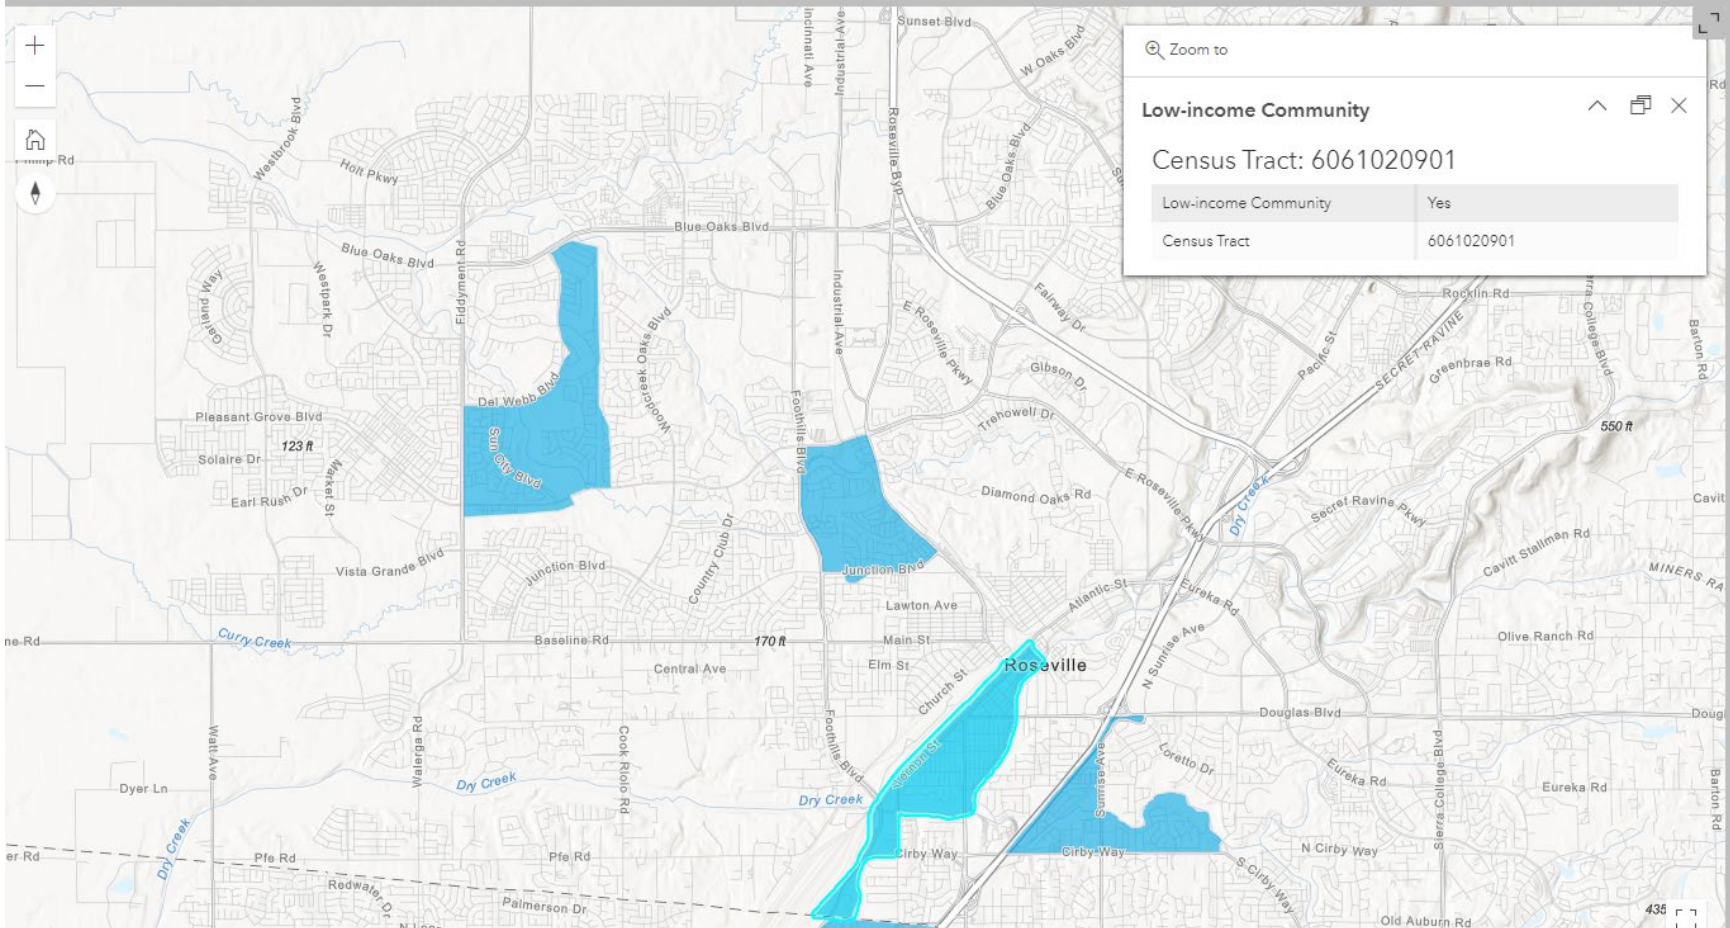 Zoom to
Low-income Community
Census Tract: 6061020901
Low-income Community Yes
Census Tract 6061020901
Sunset Blvd
W Oaks Blvd
Industrial Ave
Westbrook Blvd
Holt Pkwy
Roseville Byp
Blue Oaks Blvd
Blue Oaks Blvd
Blue Oaks Blvd
Fiddyment Rd
Garland Way
Westpark Dr
Industrial Ave
Fairway Dr
Rocklin Rd
E Roseville Pkwy
Pacific St
SECRET RAVINE
Greenbrae Rd
Barton Rd
Woodcreek Oaks Blvd
Gibson Dr
Del Webb Blvd
Foothills Blvd
Trehowell Dr
Pleasant Grove Blvd
123 ft
550 ft
Sun City Blvd
Solaire Dr
Market St
Earl Rush Dr
E Roseville Pkwy
Diamond Oaks Rd
Dry Creek
Secret Ravine Pkwy
Country Club Dr
Cavitt Stallman Rd
Vista Grande Blvd
Junction Blvd
Junction Blvd
MINERS RA
Atlantic St
Eureka Rd
Lawton Ave
Curry Creek
Baseline Rd
170 ft
Main St
Olive Ranch Rd
N Sunrise Ave
Central Ave
Elm St
Roseville
Church St
Douglas Blvd
Watt Ave
Walerga Rd
Cook Riolo Rd
Foothills Blvd
Vernon St
Loretto Dr
Sunrise Ave
Eureka Rd
Sierra College Blvd
Eureka Rd
Barton Rd
Dyer Ln
Dry Creek
Dry Creek
Dry Creek
Pfe Rd
Pfe Rd
Cirby Way
Cirby Way
N Cirby Way
S Cirby Way
Redwater Dr
Palmerson Dr
Old Auburn Rd
435